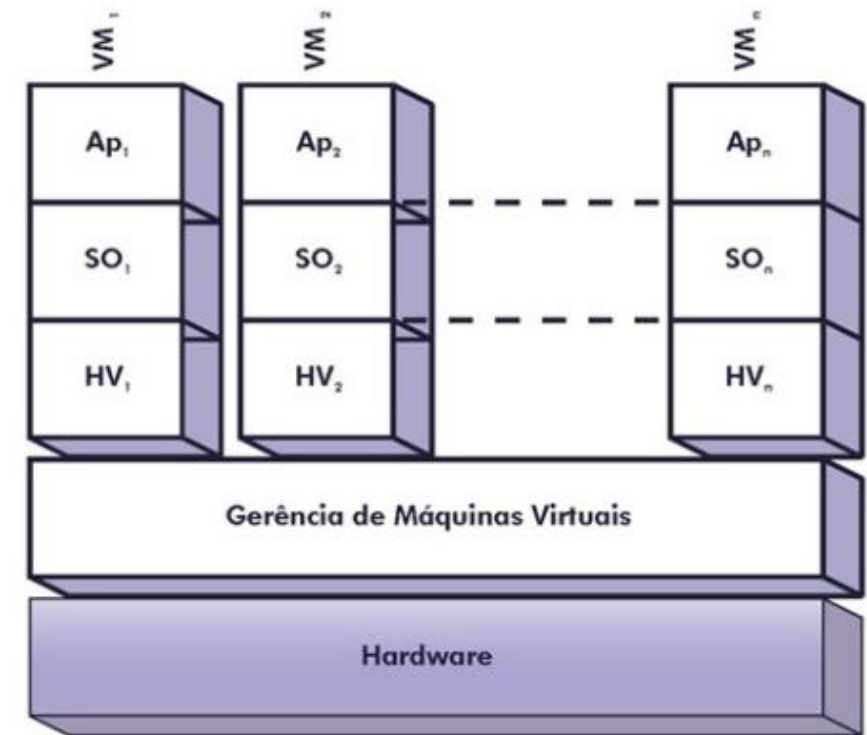 VM₁
VM₂
VMₙ
Ap₁
Ap₂
Apₙ
SO₁
SO₂
SOₙ
HV₁
HV₂
HVₙ
Gerência de Máquinas Virtuais
Hardware